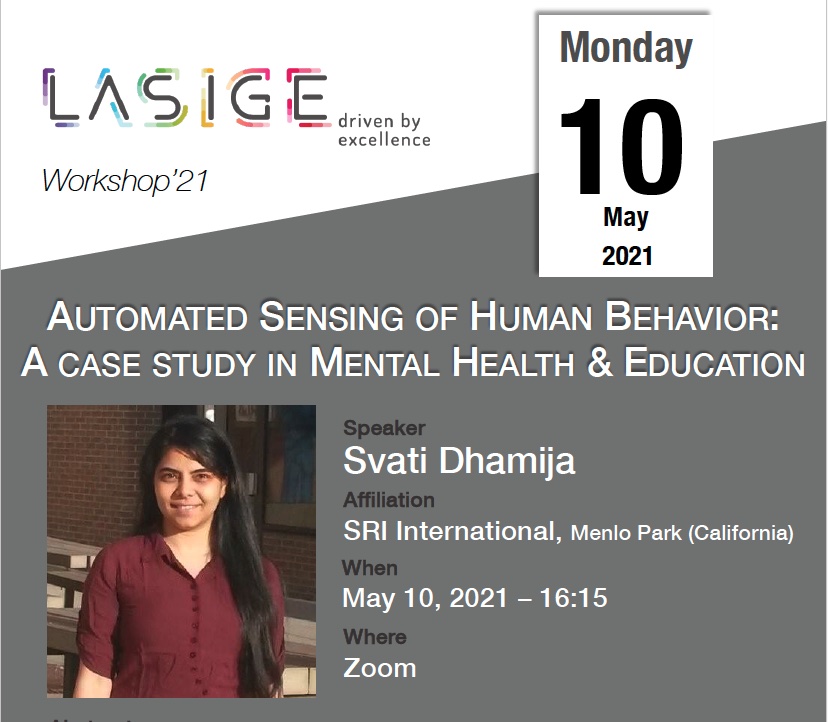 LASIGE
driven by
excellence
Workshop'21
Monday
10
May
2021
AUTOMATED SENSING OF HUMAN BEHAVIOR:
A CASE STUDY IN MENTAL HEALTH & EDUCATION
Speaker
Svati Dhamija
Affiliation
SRI International, Menlo Park (California)
When
May 10, 2021 – 16:15
Where
Zoom